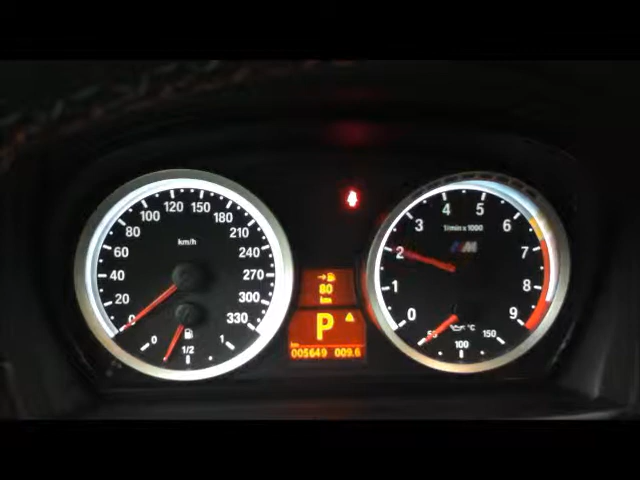 0 20 40 60 80 100 120 150 180 210 240 270 300 330
km/h
0 1/2 1
→
80
km
P
km
005649 009.6
0 1 2 3 4 5 6 7 8 9
1/min x 1000
M
50 100 150
°C